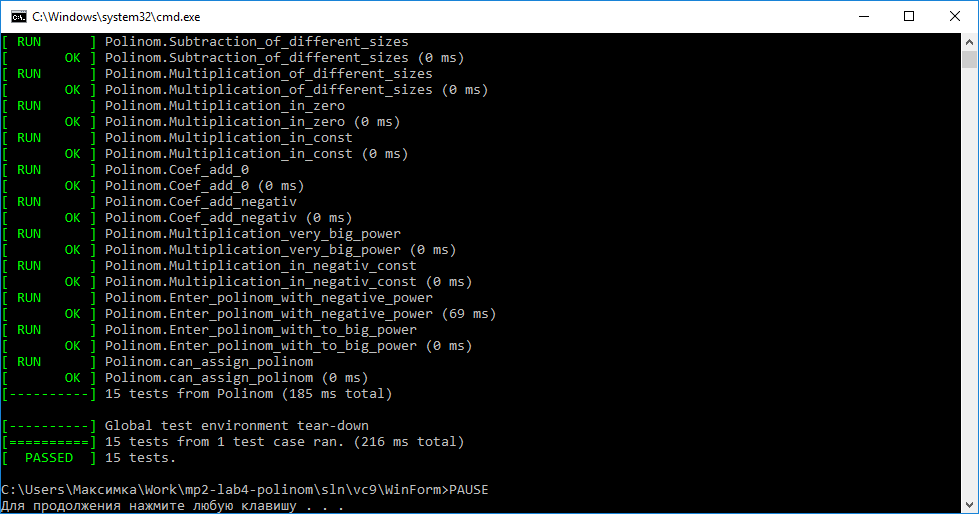 C:\Windows\system32\cmd.exe
[ RUN      ] Polinom.Subtraction_of_different_sizes
[       OK ] Polinom.Subtraction_of_different_sizes (0 ms)
[ RUN      ] Polinom.Multiplication_of_different_sizes
[       OK ] Polinom.Multiplication_of_different_sizes (0 ms)
[ RUN      ] Polinom.Multiplication_in_zero
[       OK ] Polinom.Multiplication_in_zero (0 ms)
[ RUN      ] Polinom.Multiplication_in_const
[       OK ] Polinom.Multiplication_in_const (0 ms)
[ RUN      ] Polinom.Coef_add_0
[       OK ] Polinom.Coef_add_0 (0 ms)
[ RUN      ] Polinom.Coef_add_negativ
[       OK ] Polinom.Coef_add_negativ (0 ms)
[ RUN      ] Polinom.Multiplication_very_big_power
[       OK ] Polinom.Multiplication_very_big_power (0 ms)
[ RUN      ] Polinom.Multiplication_in_negativ_const
[       OK ] Polinom.Multiplication_in_negativ_const (0 ms)
[ RUN      ] Polinom.Enter_polinom_with_negative_power
[       OK ] Polinom.Enter_polinom_with_negative_power (69 ms)
[ RUN      ] Polinom.Enter_polinom_with_to_big_power
[       OK ] Polinom.Enter_polinom_with_to_big_power (0 ms)
[ RUN      ] Polinom.can_assign_polinom
[       OK ] Polinom.can_assign_polinom (0 ms)
[----------] 15 tests from Polinom (185 ms total)
[----------] Global test environment tear-down
[==========] 15 tests from 1 test case ran. (216 ms total)
[  PASSED  ] 15 tests.
C:\Users\Максимка\Work\mp2-lab4-polinom\sln\vc9\WinForm>PAUSE
Для продолжения нажмите любую клавишу . . .